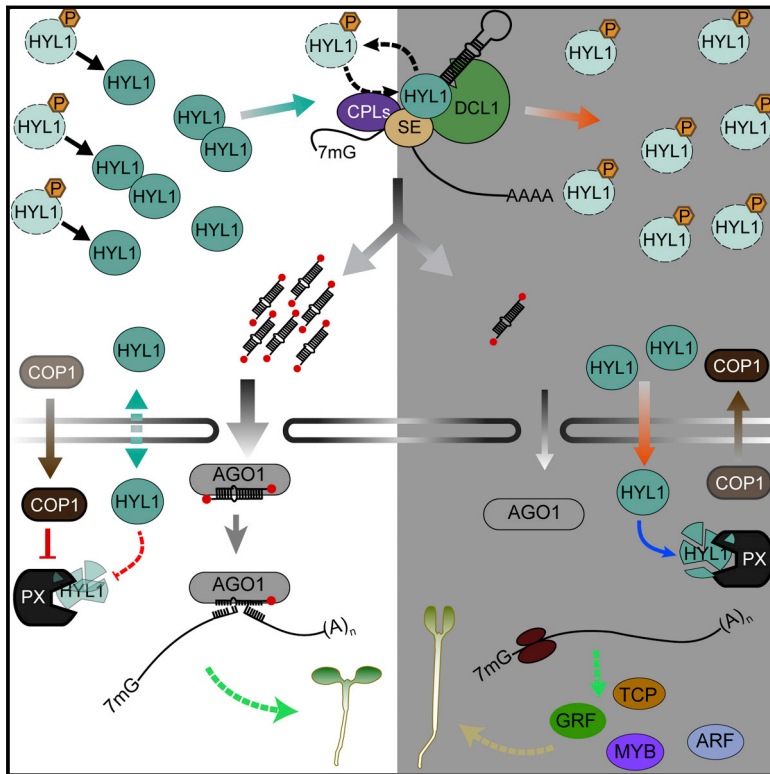 P
HYL1
HYL1
P
HYL1
HYL1
HYL1
P
HYL1
HYL1
HYL1
HYL1
HYL1
P
HYL1
HYL1
DCL1
CPLs
SE
7mG
AAAA
P
HYL1
P
HYL1
P
HYL1
P
HYL1
P
HYL1
P
HYL1
P
HYL1
COP1
HYL1
HYL1
HYL1
COP1
COP1
HYL1
AGO1
AGO1
HYL1
COP1
PX
HYL1
HYL1
PX
AGO1
(A)n
7mG
(A)n
7mG
TCP
GRF
MYB
ARF